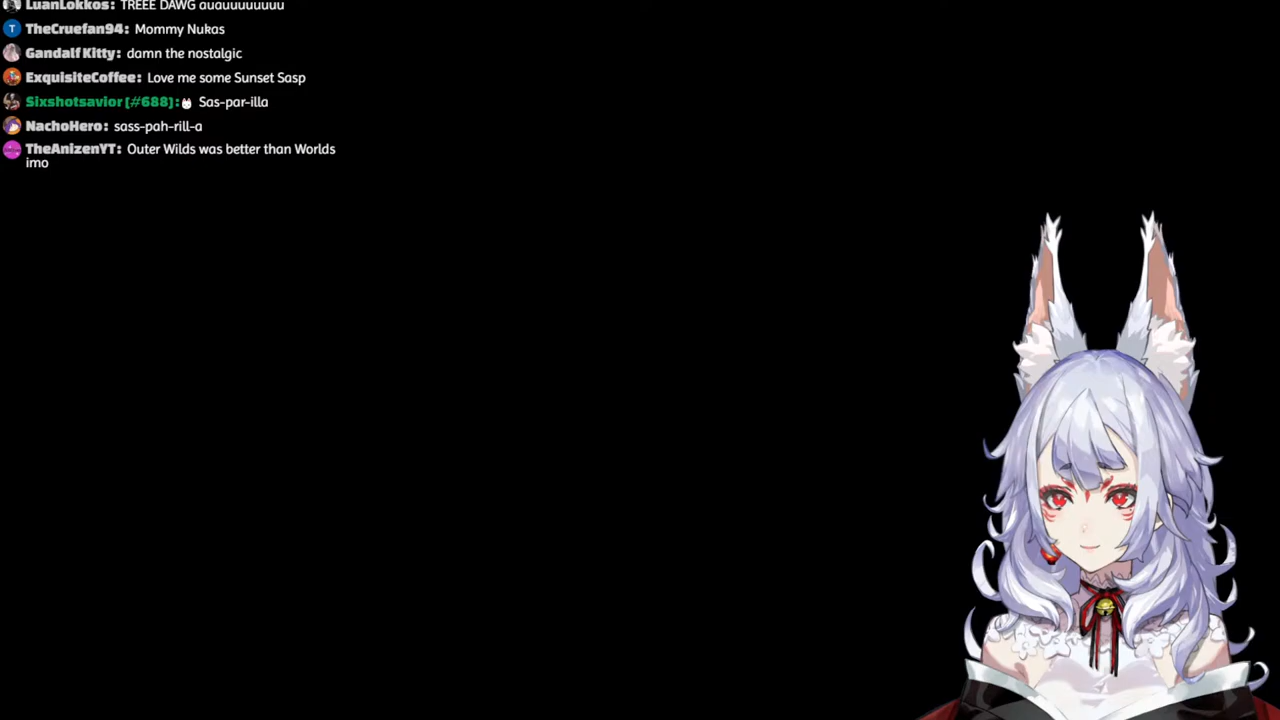 LuanLokkos: TREEE DAWG auauuuuuuuu
T TheCruefan94: Mommy Nukas
Gandalf Kitty: damn the nostalgic
ExquisiteCoffee: Love me some Sunset Sasp
Sixshotsavior [#688]: Sas-par-illa
NachoHero: sass-pah-rill-a
TheAnizenYT: Outer Wilds was better than Worlds
imo